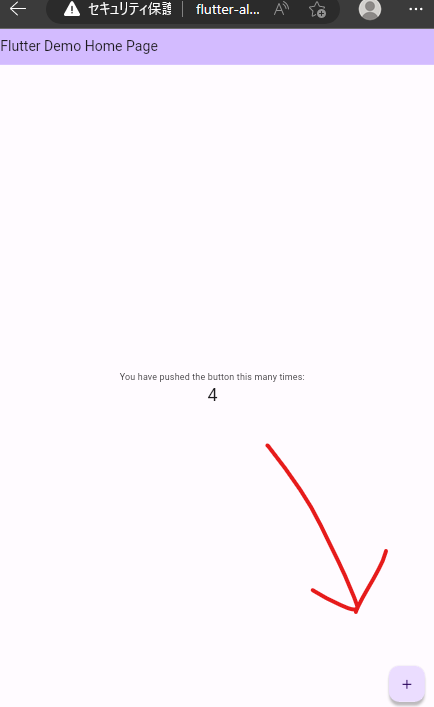 セキュリティ保護 flutter-al...
Flutter Demo Home Page
You have pushed the button this many times:
4
+